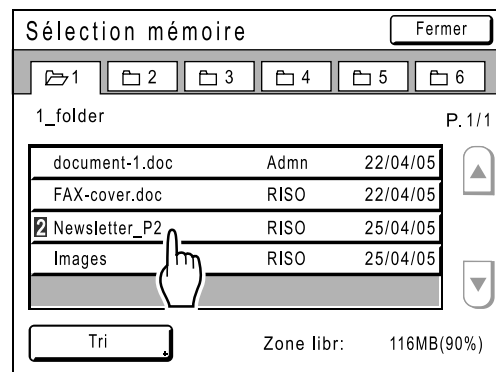 Sélection mémoire Fermer
1 2 3 4 5 6
1_folder P. 1/1
document-1.doc Admn 22/04/05
FAX-cover.doc RISO 22/04/05
2 Newsletter_P2 RISO 25/04/05
Images RISO 25/04/05
Tri Zone libr: 116MB(90%)